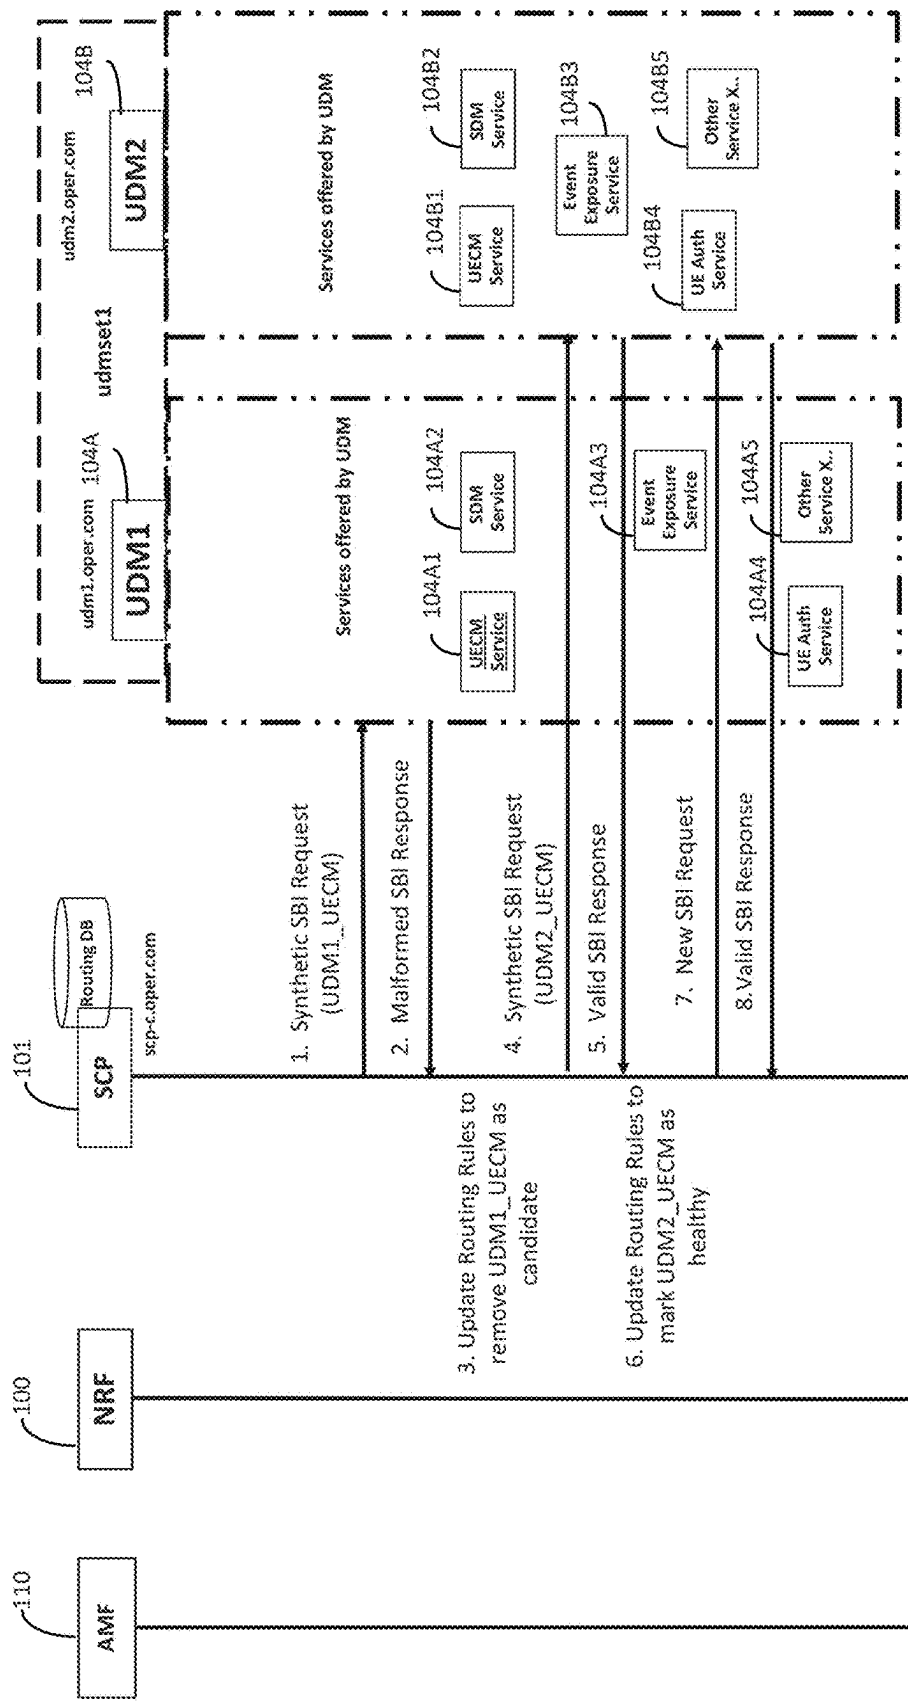 110
AMF
100
NRF
101
SCP
Routing DB
scp-c.oper.com
udm1.oper.com
104A
UDM1
udmset1
udm2.oper.com
104B
UDM2
Services offered by UDM
104A1
UECM
Service
104A2
SDM
Service
104A3
Event
Exposure
Service
104A4
UE Auth
Service
104A5
Other
Service X..
Services offered by UDM
104B1
UECM
Service
104B2
SDM
Service
104B3
Event
Exposure
Service
104B4
UE Auth
Service
104B5
Other
Service X..
1. Synthetic SBI Request
(UDM1_UECM)
2. Malformed SBI Response
3. Update Routing Rules to
remove UDM1_UECM as
candidate
4. Synthetic SBI Request
(UDM2_UECM)
5. Valid SBI Response
6. Update Routing Rules to
mark UDM2_UECM as
healthy
7. New SBI Request
8.Valid SBI Response